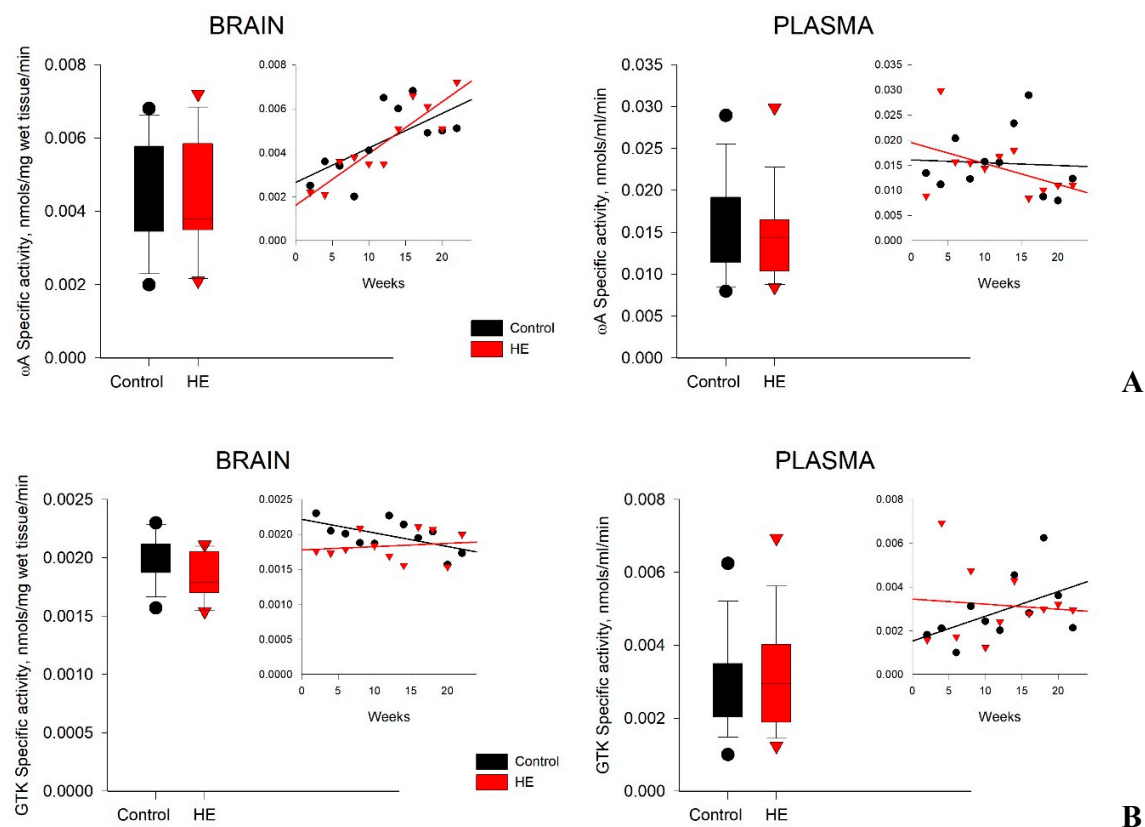 BRAIN
ωA Specific activity, nmols/mg wet tissue/min
0.008
0.006
0.004
0.002
0.000
Control HE
0.008
0.006
0.004
0.002
0.000
0 5 10 15 20
Weeks
Control
HE
PLASMA
ωA Specific activity, nmols/ml/min
0.035
0.030
0.025
0.020
0.015
0.010
0.005
0.000
Control HE
0.035
0.030
0.025
0.020
0.015
0.010
0.005
0.000
0 5 10 15 20
Weeks
A
BRAIN
GTK Specific activity, nmols/mg wet tissue/min
0.0025
0.0020
0.0015
0.0010
0.0005
0.0000
Control HE
0.0025
0.0020
0.0015
0.0010
0.0005
0.0000
0 5 10 15 20
Weeks
Control
HE
PLASMA
GTK Specific activity, nmols/ml/min
0.008
0.006
0.004
0.002
0.000
Control HE
0.008
0.006
0.004
0.002
0.000
0 5 10 15 20
Weeks
B